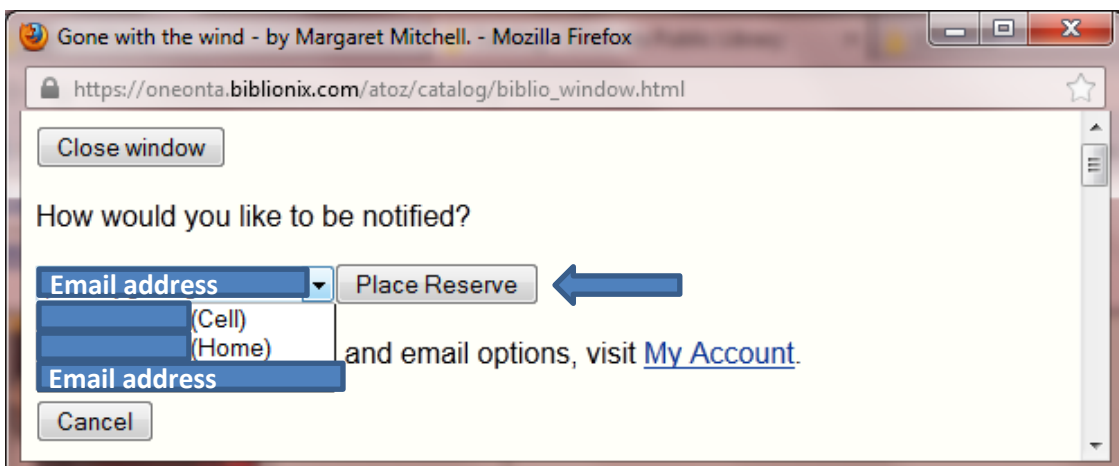 Gone with the wind - by Margaret Mitchell. - Mozilla Firefox
https://oneonta.biblionix.com/atoz/catalog/biblio_window.html
Close window
How would you like to be notified?
Email address Place Reserve
(Cell)
(Home)
and email options, visit My Account.
Email address
Cancel